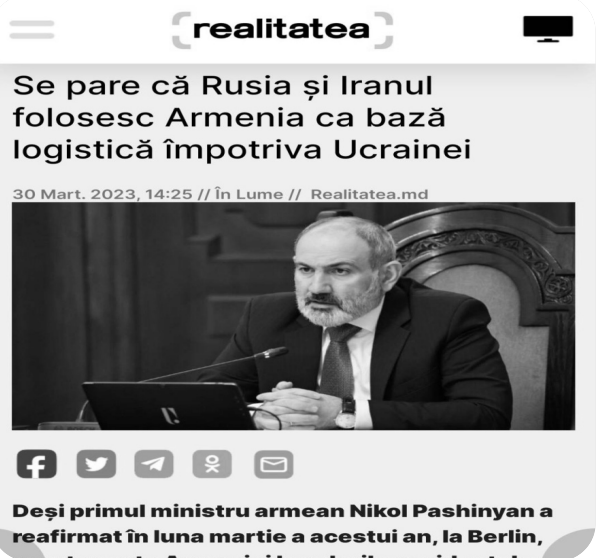 realitatea
Se pare că Rusia și Iranul
folosesc Armenia ca bază
logistică împotriva Ucrainei
30 Mart. 2023, 14:25 // În Lume // Realitatea.md
Deși primul ministru armean Nikol Pashinyan a
reafirmat în luna martie a acestui an, la Berlin,